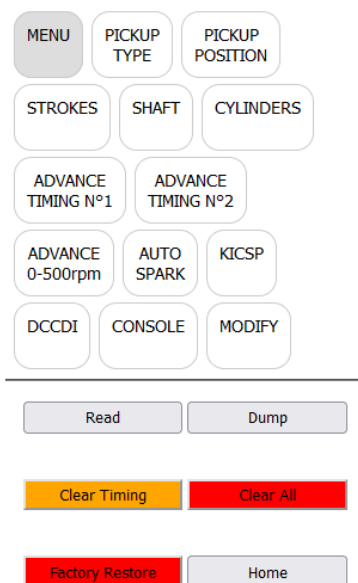 MENU PICKUP PICKUP
TYPE POSITION
STROKES SHAFT CYLINDERS
ADVANCE ADVANCE
TIMING N°1 TIMING N°2
ADVANCE AUTO KICSP
0-500rpm SPARK
DCCDI CONSOLE MODIFY
Read Dump
Clear Timing Clear All
Factory Restore Home